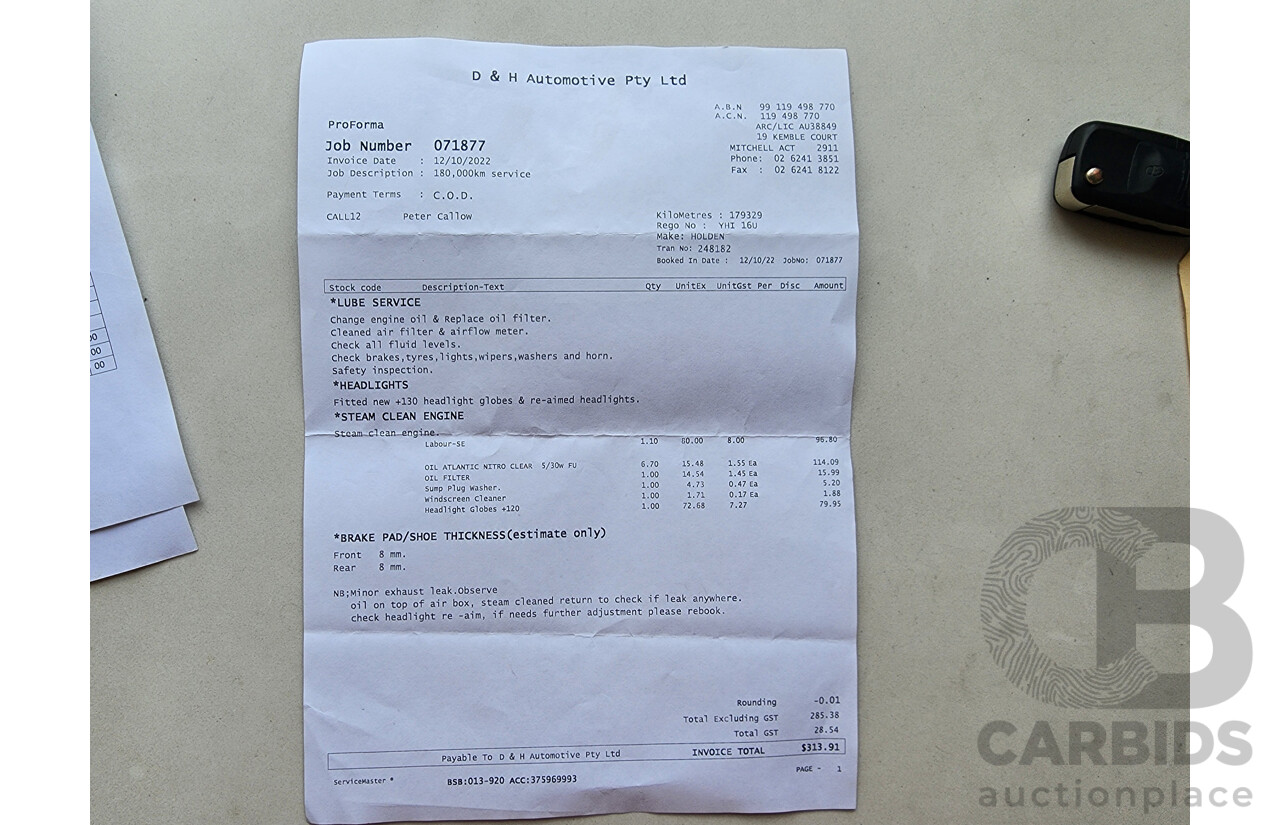 D & H Automotive Pty Ltd
A.B.N 99 119 498 770
A.C.N. 119 498 770
ARC/LIC AU38849
19 KEMBLE COURT
MITCHELL ACT 2911
Phone: 02 6241 3851
Fax : 02 6241 8122
ProForma
Job Number 071877
Invoice Date : 12/10/2022
Job Description : 180,000km service
Payment Terms : C.O.D.
CALL12 Peter Callow
KiloMetres : 179329
Rego No : YHI 16U
Make: HOLDEN
Tran No: 248182
Booked In Date : 12/10/22 JobNo: 071877
Stock code Description-Text Qty UnitEx UnitGst Per Disc Amount
*LUBE SERVICE
Change engine oil & Replace oil filter.
Cleaned air filter & airflow meter.
Check all fluid levels.
Check brakes,tyres,lights,wipers,washers and horn.
Safety inspection.
*HEADLIGHTS
Fitted new +130 headlight globes & re-aimed headlights.
*STEAM CLEAN ENGINE
Steam clean engine.
Labour-SE 1.10 80.00 8.00 96.80
OIL ATLANTIC NITRO CLEAR 5/30w FU 6.70 15.48 1.55 Ea 114.09
OIL FILTER 1.00 14.54 1.45 Ea 15.99
Sump Plug Washer. 1.00 4.73 0.47 Ea 5.20
Windscreen Cleaner 1.00 1.71 0.17 Ea 1.88
Headlight Globes +120 1.00 72.68 7.27 79.95
*BRAKE PAD/SHOE THICKNESS(estimate only)
Front 8 mm.
Rear 8 mm.
NB;Minor exhaust leak.Observe
oil on top of air box, steam cleaned return to check if leak anywhere.
check headlight re -aim, if needs further adjustment please rebook.
Rounding -0.01
Total Excluding GST 285.38
Total GST 28.54
Payable To D & H Automotive Pty Ltd INVOICE TOTAL $313.91
ServiceMaster * BSB:013-920 ACC:375969993
PAGE - 1
00
00
00
CB
CARBIDS
auctionplace